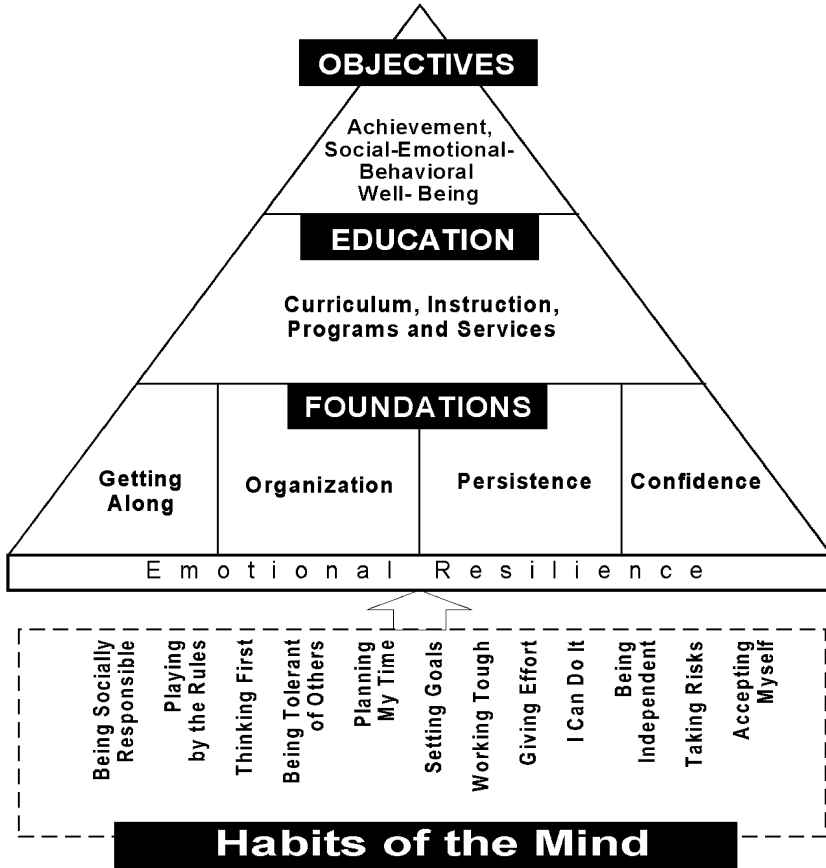 OBJECTIVES
Achievement,
Social-Emotional-
Behavioral
Well- Being
EDUCATION
Curriculum, Instruction,
Programs and Services
FOUNDATIONS
Getting
Along
Organization
Persistence
Confidence
Emotional Resilience
Being Socially
Responsible
Playing
by the Rules
Thinking First
Being Tolerant
of Others
Planning
My Time
Setting Goals
Working Tough
Giving Effort
I Can Do It
Being
Independent
Taking Risks
Accepting
Myself
Habits of the Mind